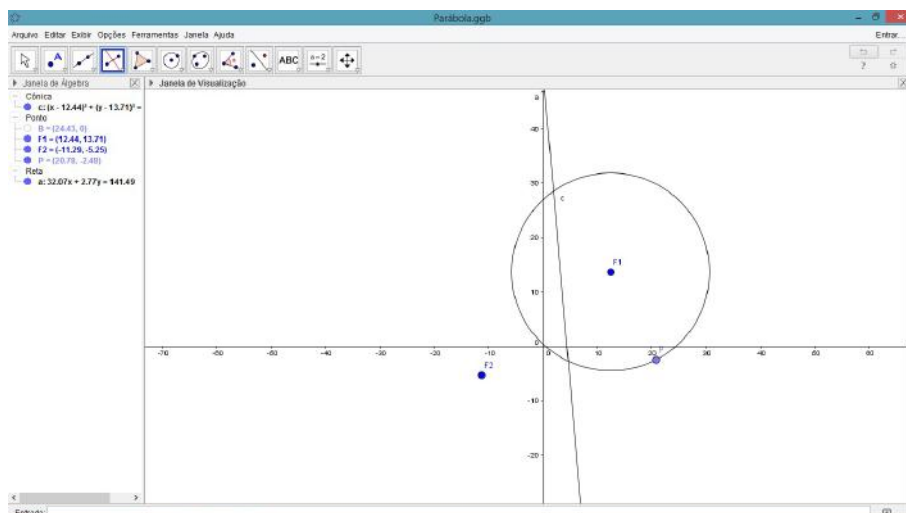 Parábola.ggb
Arquivo Editar Exibir Opções Ferramentas Janela Ajuda
Entrar...
A
ABC
a=2
?
Janela de Álgebra
Janela de Visualização
Cônica
c: (x - 12.44)² + (y - 13.71)² =
Ponto
B = (24.43, 0)
F1 = (12.44, 13.71)
F2 = (-11.29, -5.25)
P = (20.78, -2.48)
Reta
a: 32.07x + 2.77y = 141.49
a
40
30
c
20
F1
10
0
-70 -60 -50 -40 -30 -20 -10 0 10 20 30 40 50 60
P
F2
-10
-20
Entrada: